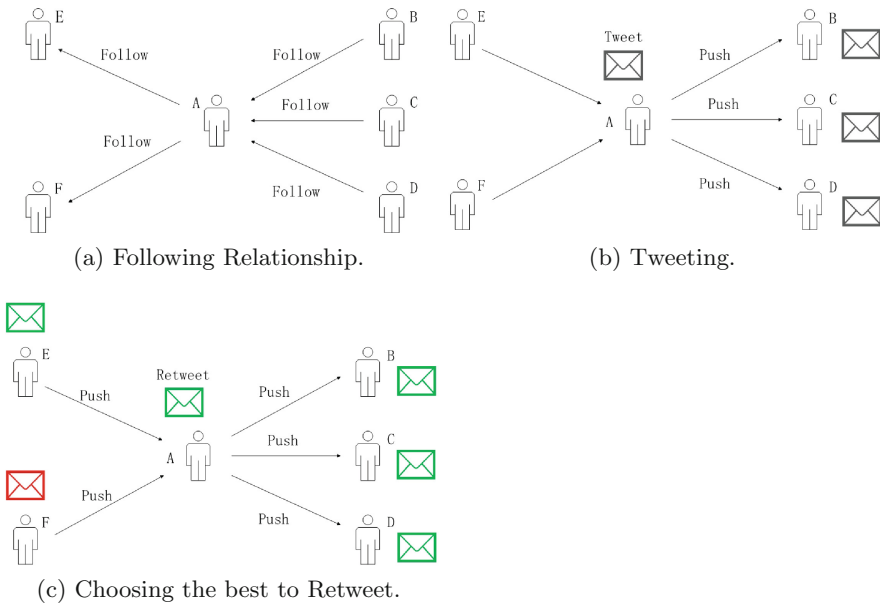 E
B
Follow
Follow
A
Follow
C
Follow
Follow
F
D
(a) Following Relationship.
E
Tweet
B
Push
A
Push
C
Push
F
D
(b) Tweeting.
E
Push
Retweet
Push
B
A
Push
C
Push
Push
F
D
(c) Choosing the best to Retweet.